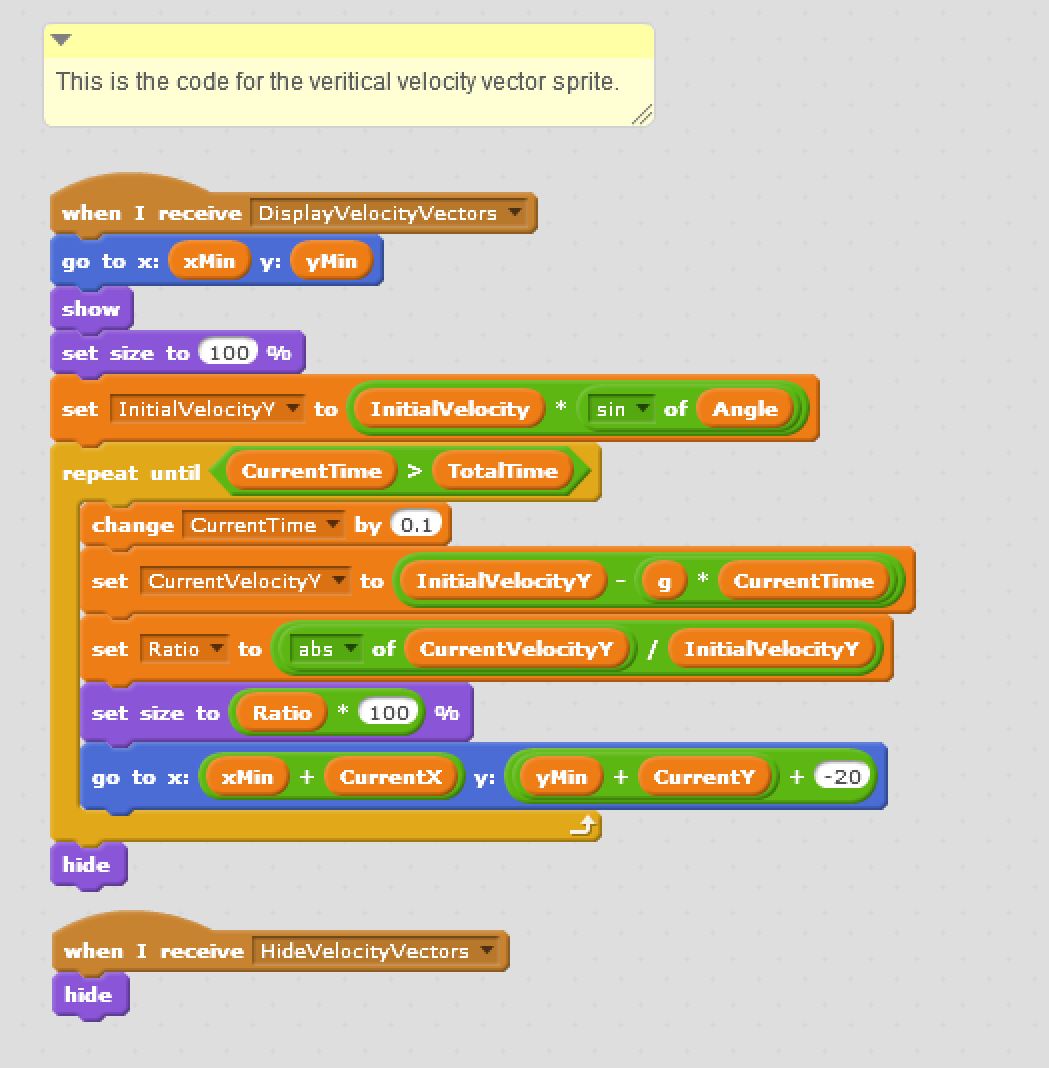 This is the code for the veritical velocity vector sprite.
when I receive DisplayVelocityVectors
go to x: xMin y: yMin
show
set size to 100 %
set InitialVelocityY to InitialVelocity * sin of Angle
repeat until CurrentTime > TotalTime
change CurrentTime by 0.1
set CurrentVelocityY to InitialVelocityY - g * CurrentTime
set Ratio to abs of CurrentVelocityY / InitialVelocityY
set size to Ratio * 100 %
go to x: xMin + CurrentX y: yMin + CurrentY + -20
hide
when I receive HideVelocityVectors
hide